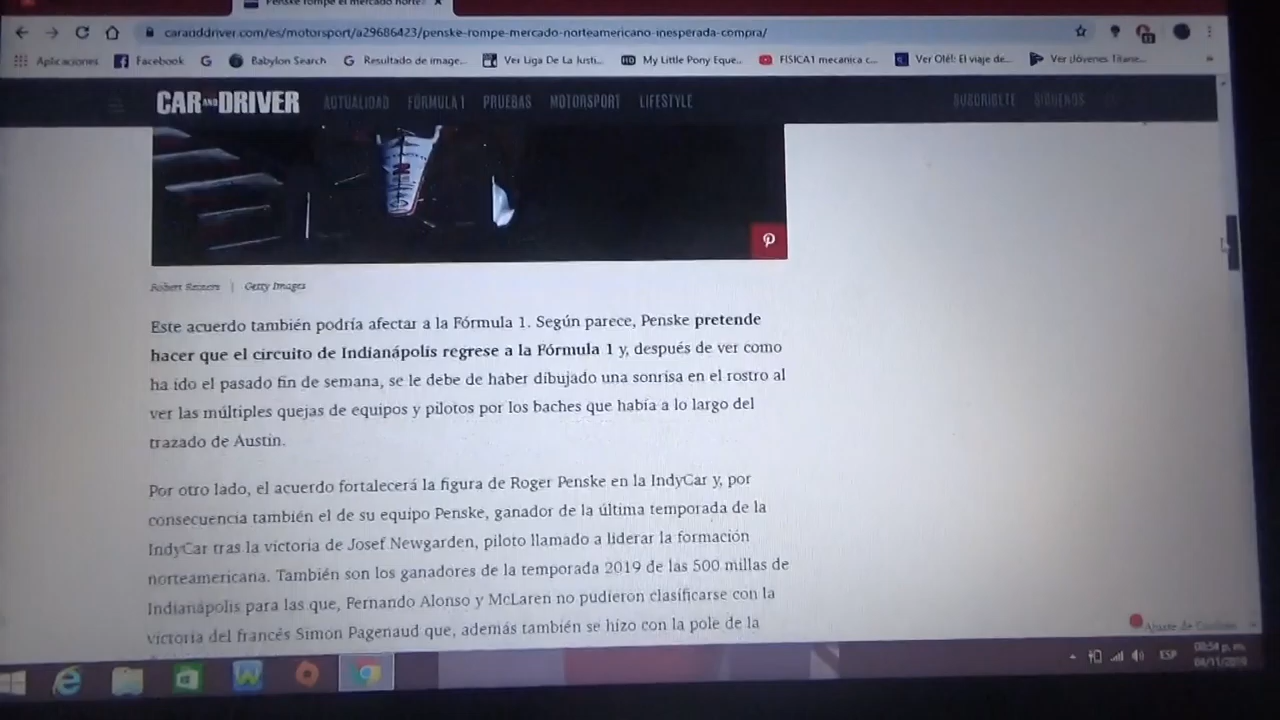 Penske rompe el mercado norte
caranddriver.com/es/motorsport/a29686423/penske-rompe-mercado-norteamericano-inesperada-compra/
Aplicaciones Facebook Babylon Search Resultado de image... Ver Liga De La Justi... My Little Pony Eque... FISICA1 mecanica c... Ver ¡Olé!: El viaje de... Ver ¡Jóvenes Titane...
CAR AND DRIVER ACTUALIDAD FÓRMULA 1 PRUEBAS MOTORSPORT LIFESTYLE SUSCRÍBETE SÍGUENOS
Getty Images
Este acuerdo también podría afectar a la Fórmula 1. Según parece, Penske pretende
hacer que el circuito de Indianápolis regrese a la Fórmula 1 y, después de ver como
ha ido el pasado fin de semana, se le debe de haber dibujado una sonrisa en el rostro al
ver las múltiples quejas de equipos y pilotos por los baches que había a lo largo del
trazado de Austin.
Por otro lado, el acuerdo fortalecerá la figura de Roger Penske en la IndyCar y, por
consecuencia también el de su equipo Penske, ganador de la última temporada de la
IndyCar tras la victoria de Josef Newgarden, piloto llamado a liderar la formación
norteamericana. También son los ganadores de la temporada 2019 de las 500 millas de
Indianápolis para las que, Fernando Alonso y McLaren no pudieron clasificarse con la
victoria del francés Simon Pagenaud que, además también se hizo con la pole de la
Ajuste de Cookies
ESP
08:54 p. m.
04/11/2019